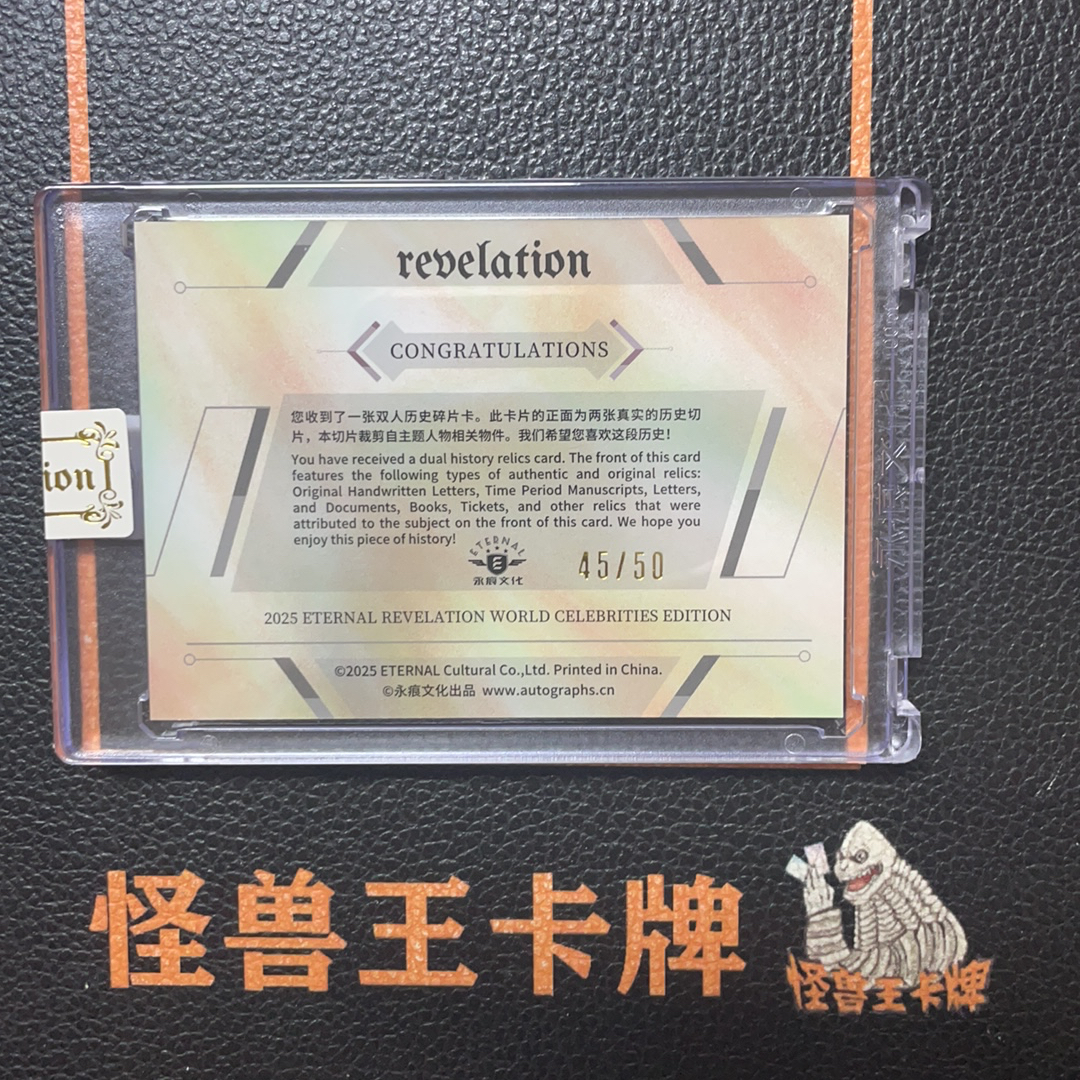 revelation
CONGRATULATIONS
您收到了一张双人历史碎片卡。此卡片的正面为两张真实的历史切
片，本切片裁剪自主题人物相关物件。我们希望您喜欢这段历史！
You have received a dual history relics card. The front of this card
features the following types of authentic and original relics:
Original Handwritten Letters, Time Period Manuscripts, Letters,
and Documents, Books, Tickets, and other relics that were
attributed to the subject on the front of this card. We hope you
enjoy this piece of history!
ion
ETERNAL
永痕文化
45/50
2025 ETERNAL REVELATION WORLD CELEBRITIES EDITION
©2025 ETERNAL Cultural Co.,Ltd. Printed in China.
©永痕文化出品 www.autographs.cn
怪兽王卡牌
怪兽王卡牌